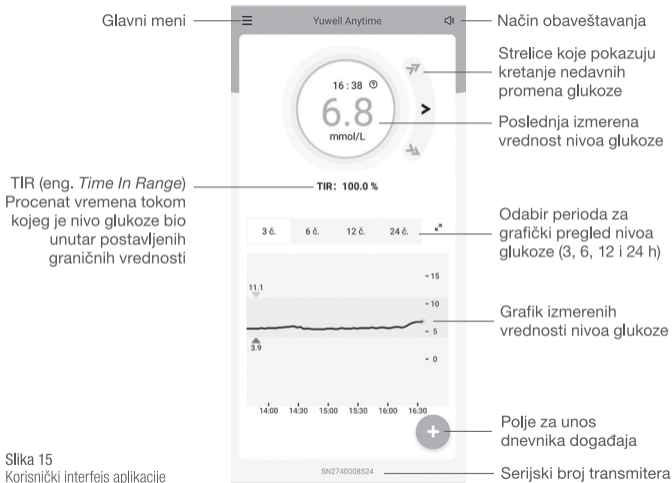 Glavni meni
Yuwell Anytime
Način obaveštavanja
Strelice koje pokazuju
kretanje nedavnih
promena glukoze
16 : 38
6.8
mmol/L
Poslednja izmerena
vrednost nivoa glukoze
TIR: 100.0 %
TIR (eng. Time In Range)
Procenat vremena tokom
kojeg je nivo glukoze bio
unutar postavljenih
graničnih vrednosti
3 č. 6 č. 12 č. 24 č.
Odabir perioda za
grafički pregled nivoa
glukoze (3, 6, 12 i 24 h)
- 15
11.1
- 10
- 5
3.9
- 0
Grafik izmerenih
vrednosti nivoa glukoze
14:00 14:30 15:00 15:30 16:00 16:30
+
Polje za unos
dnevnika događaja
SN2740008524
Serijski broj transmitera
Slika 15
Korisnički interfejs aplikacije